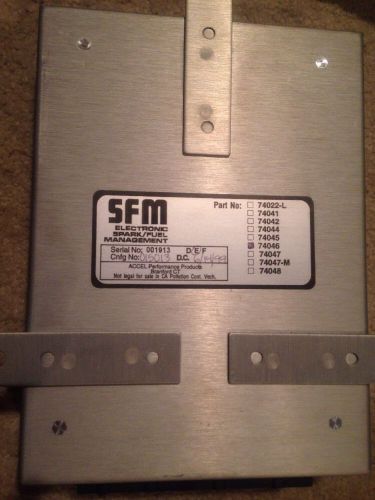 SFM
ELECTRONIC
SPARK/FUEL
MANAGEMENT
Part No:
74022-L
74041
74042
74044
74045
74046
74047
74047-M
74048
Serial No: 001913 D/E/F
Cnfg No: 015013 D.C.
ACCEL Performance Products
Branford CT
Not legal for sale in CA Pollution Cont. Vech.